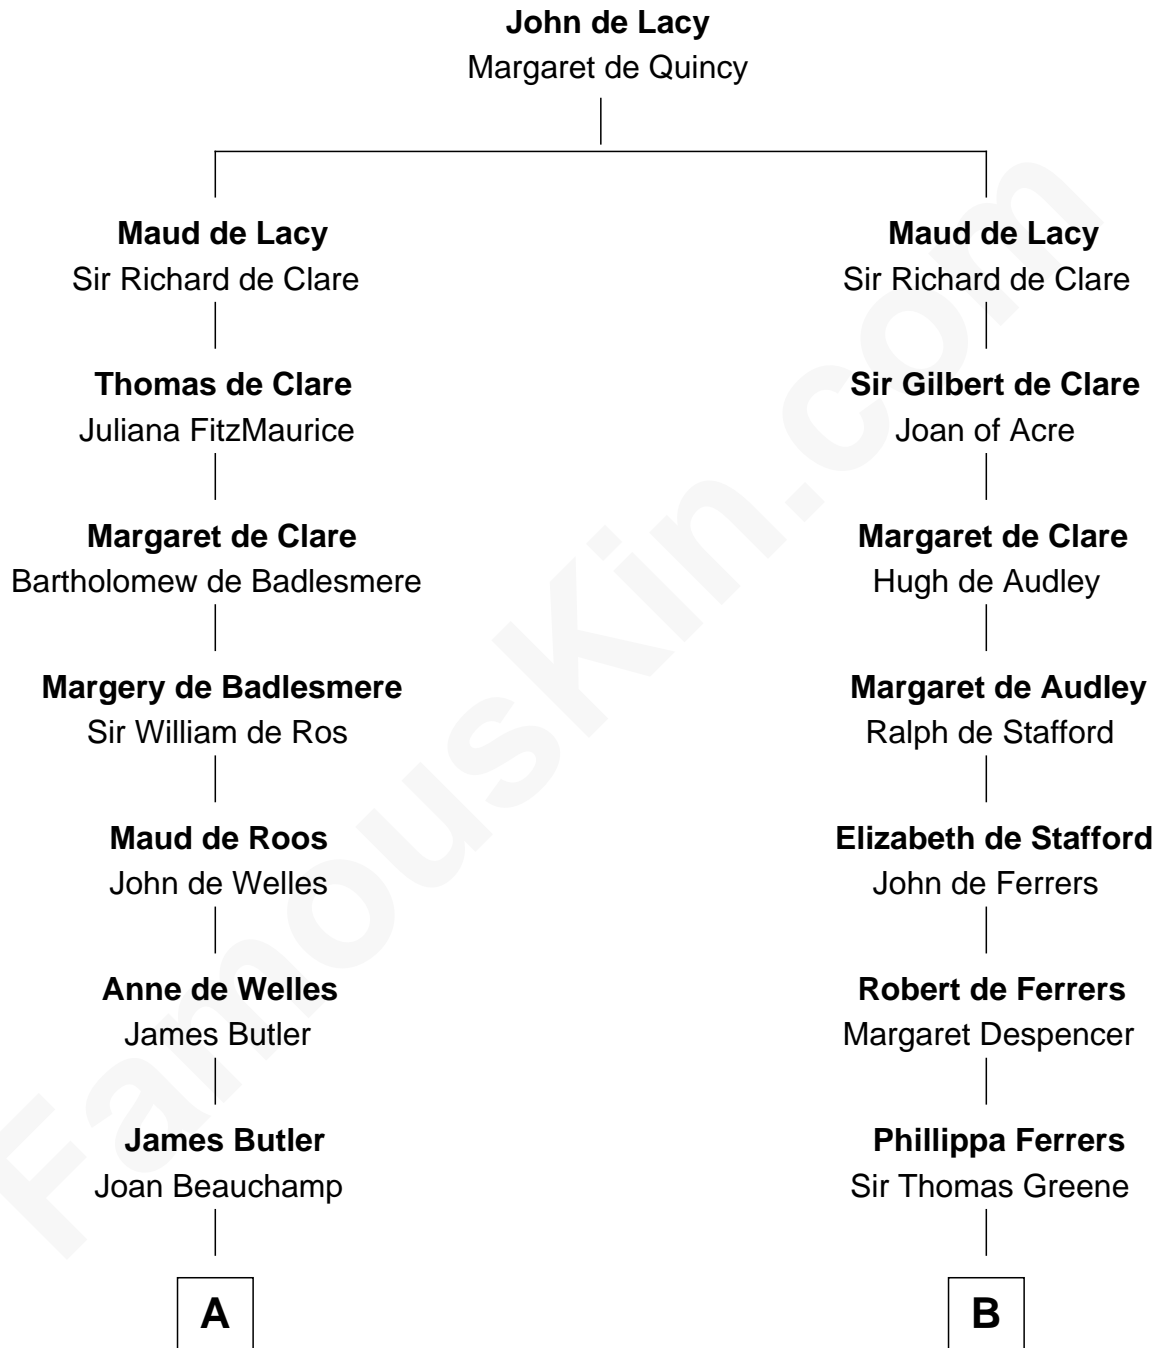 John de Lacy
Margaret de Quincy
Maud de Lacy
Sir Richard de Clare
Maud de Lacy
Sir Richard de Clare
Thomas de Clare
Juliana FitzMaurice
Sir Gilbert de Clare
Joan of Acre
Margaret de Clare
Bartholomew de Badlesmere
Margaret de Clare
Hugh de Audley
Margery de Badlesmere
Sir William de Ros
Margaret de Audley
Ralph de Stafford
Maud de Roos
John de Welles
Elizabeth de Stafford
John de Ferrers
Anne de Welles
James Butler
Robert de Ferrers
Margaret Despencer
James Butler
Joan Beauchamp
Phillippa Ferrers
Sir Thomas Greene
A
B
FamousKin.com